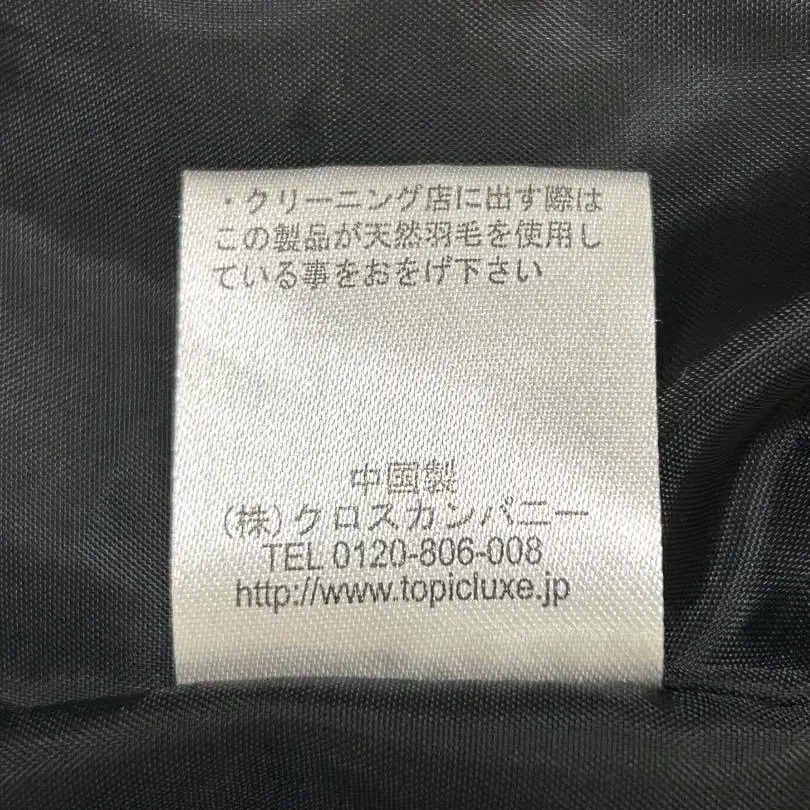 ・クリーニング店に出す際は
この製品が天然羽毛を使用し
ている事をおをげ下さい
中国製
(株)クロスカンパニー
TEL 0120-806-008
http://www.topicluxe.jp